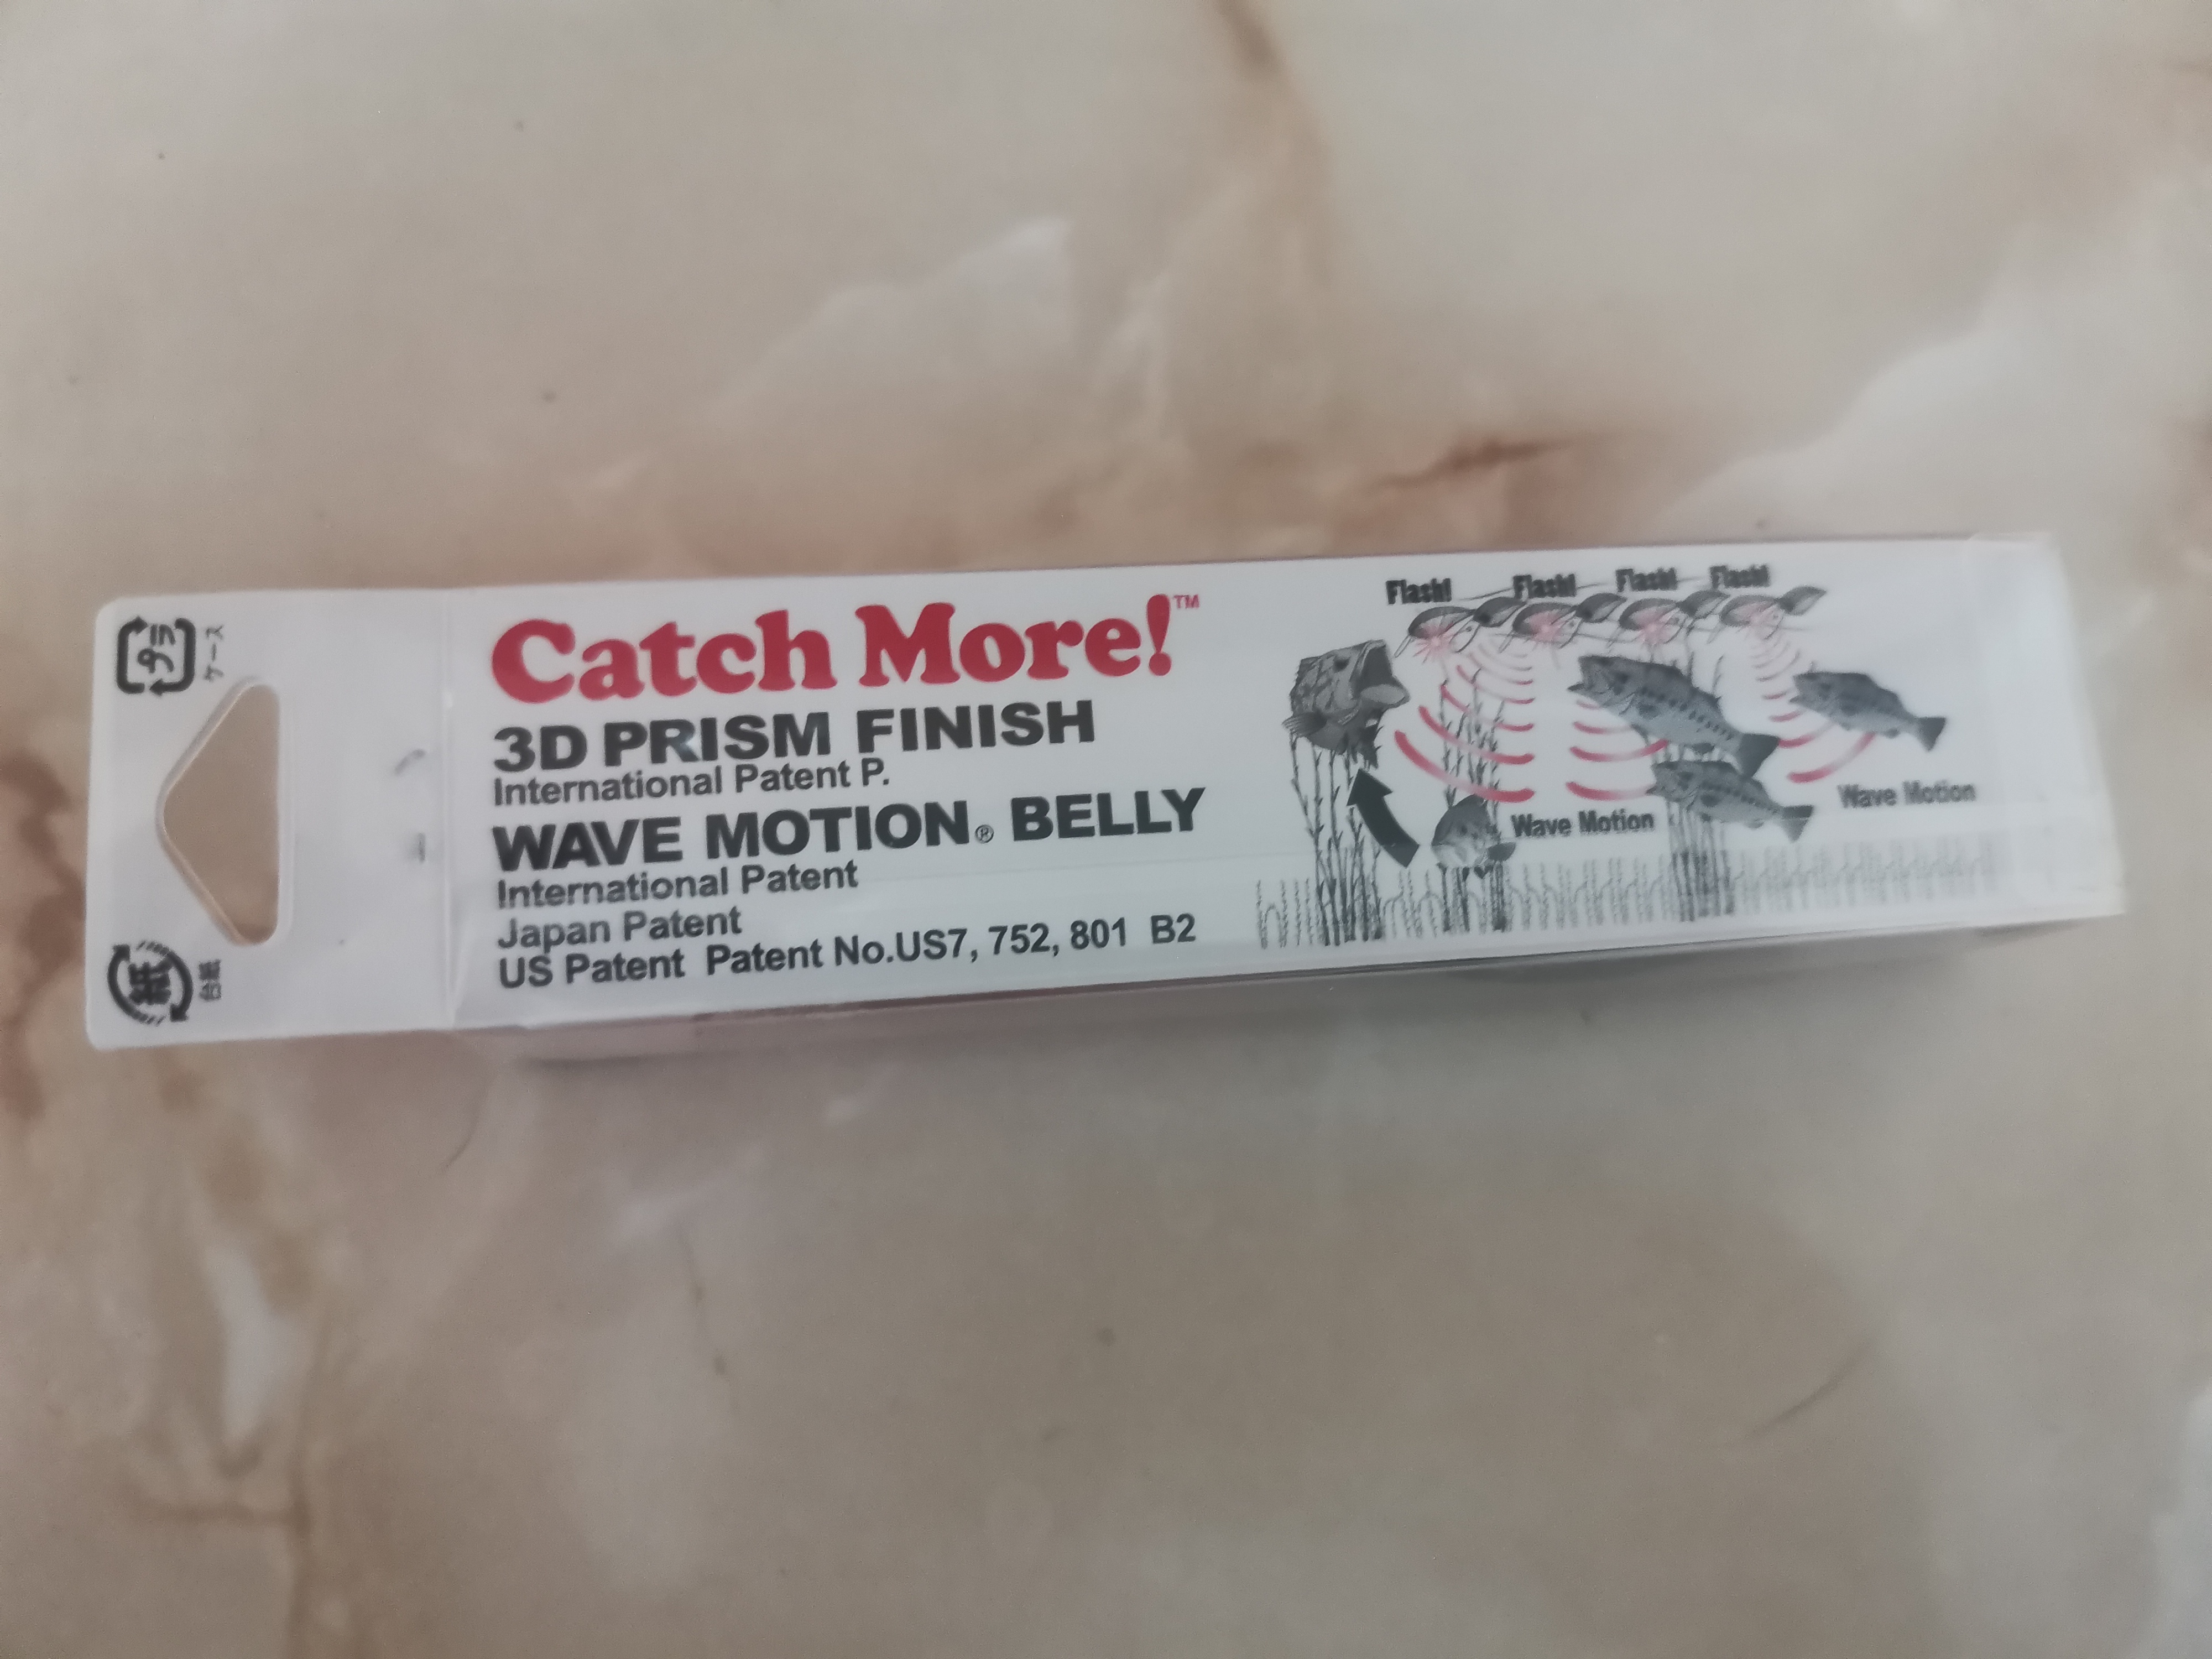 プラ
ケース
紙
台紙
Catch More!™
3D PRISM FINISH
International Patent P.
WAVE MOTION® BELLY
International Patent
Japan Patent
US Patent Patent No.US7, 752, 801 B2
Flash! Flash! Flash! Flash!
Wave Motion
Wave Motion